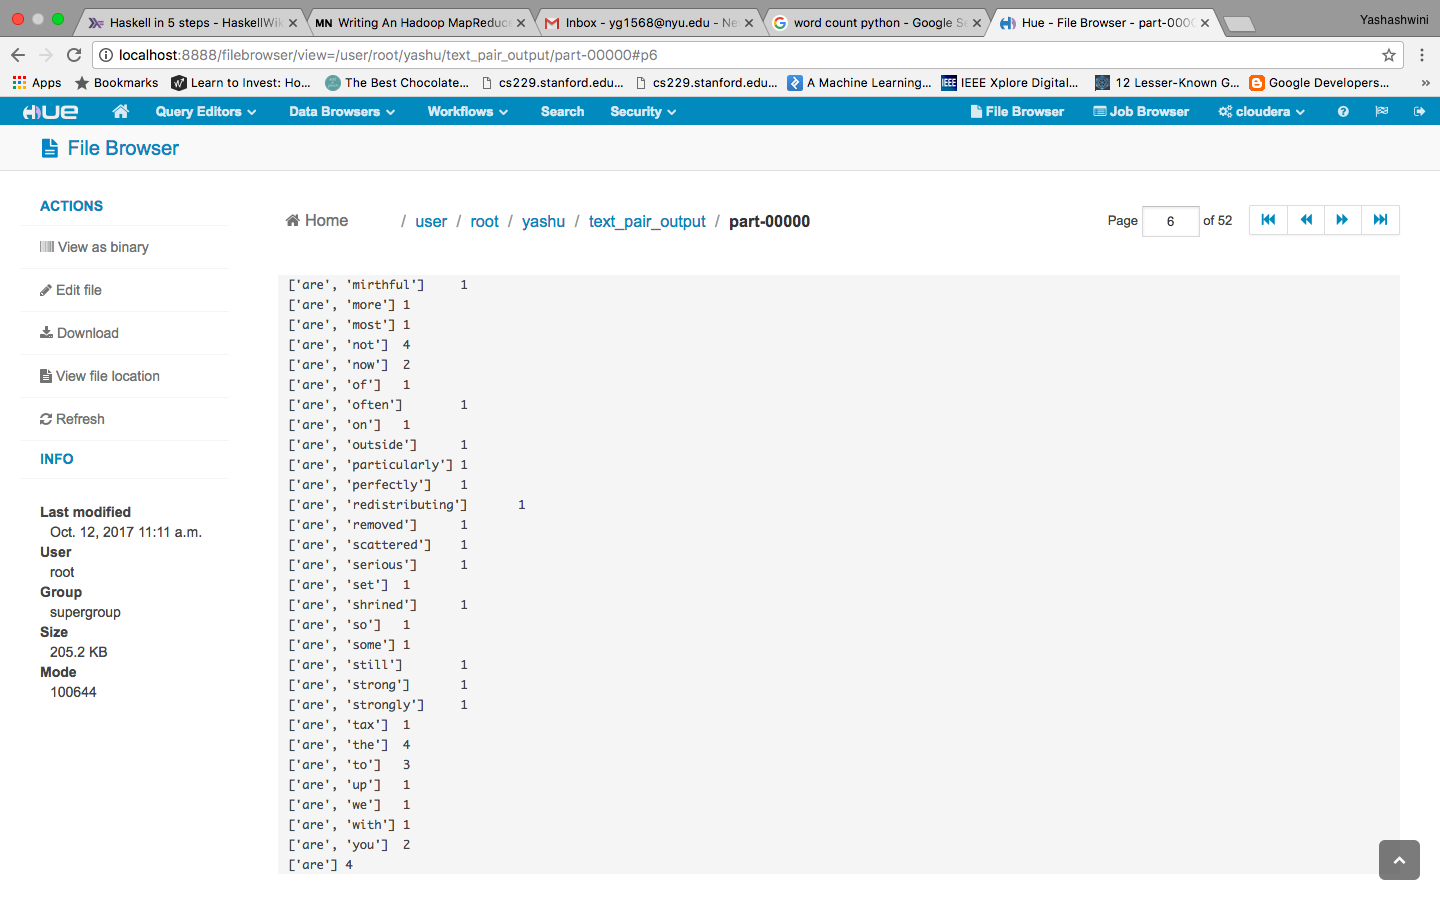 Haskell in 5 steps - HaskellWik
MN Writing An Hadoop MapReduce
Inbox - yg1568@nyu.edu - Ne
word count python - Google Se
Hue - File Browser - part-0000
Yashashwini
localhost:8888/filebrowser/view=/user/root/yashu/text_pair_output/part-00000#p6
Apps
Bookmarks
Learn to Invest: Ho...
The Best Chocolate...
cs229.stanford.edu...
cs229.stanford.edu...
A Machine Learning...
IEEE IEEE Xplore Digital...
12 Lesser-Known G...
Google Developers...
HUE
Query Editors
Data Browsers
Workflows
Search
Security
File Browser
Job Browser
cloudera
File Browser
ACTIONS
View as binary
Edit file
Download
View file location
Refresh
INFO
Last modified
Oct. 12, 2017 11:11 a.m.
User
root
Group
supergroup
Size
205.2 KB
Mode
100644
Home / user / root / yashu / text_pair_output / part-00000
Page 6 of 52
['are', 'mirthful'] 1
['are', 'more'] 1
['are', 'most'] 1
['are', 'not'] 4
['are', 'now'] 2
['are', 'of'] 1
['are', 'often'] 1
['are', 'on'] 1
['are', 'outside'] 1
['are', 'particularly'] 1
['are', 'perfectly'] 1
['are', 'redistributing'] 1
['are', 'removed'] 1
['are', 'scattered'] 1
['are', 'serious'] 1
['are', 'set'] 1
['are', 'shrined'] 1
['are', 'so'] 1
['are', 'some'] 1
['are', 'still'] 1
['are', 'strong'] 1
['are', 'strongly'] 1
['are', 'tax'] 1
['are', 'the'] 4
['are', 'to'] 3
['are', 'up'] 1
['are', 'we'] 1
['are', 'with'] 1
['are', 'you'] 2
['are'] 4